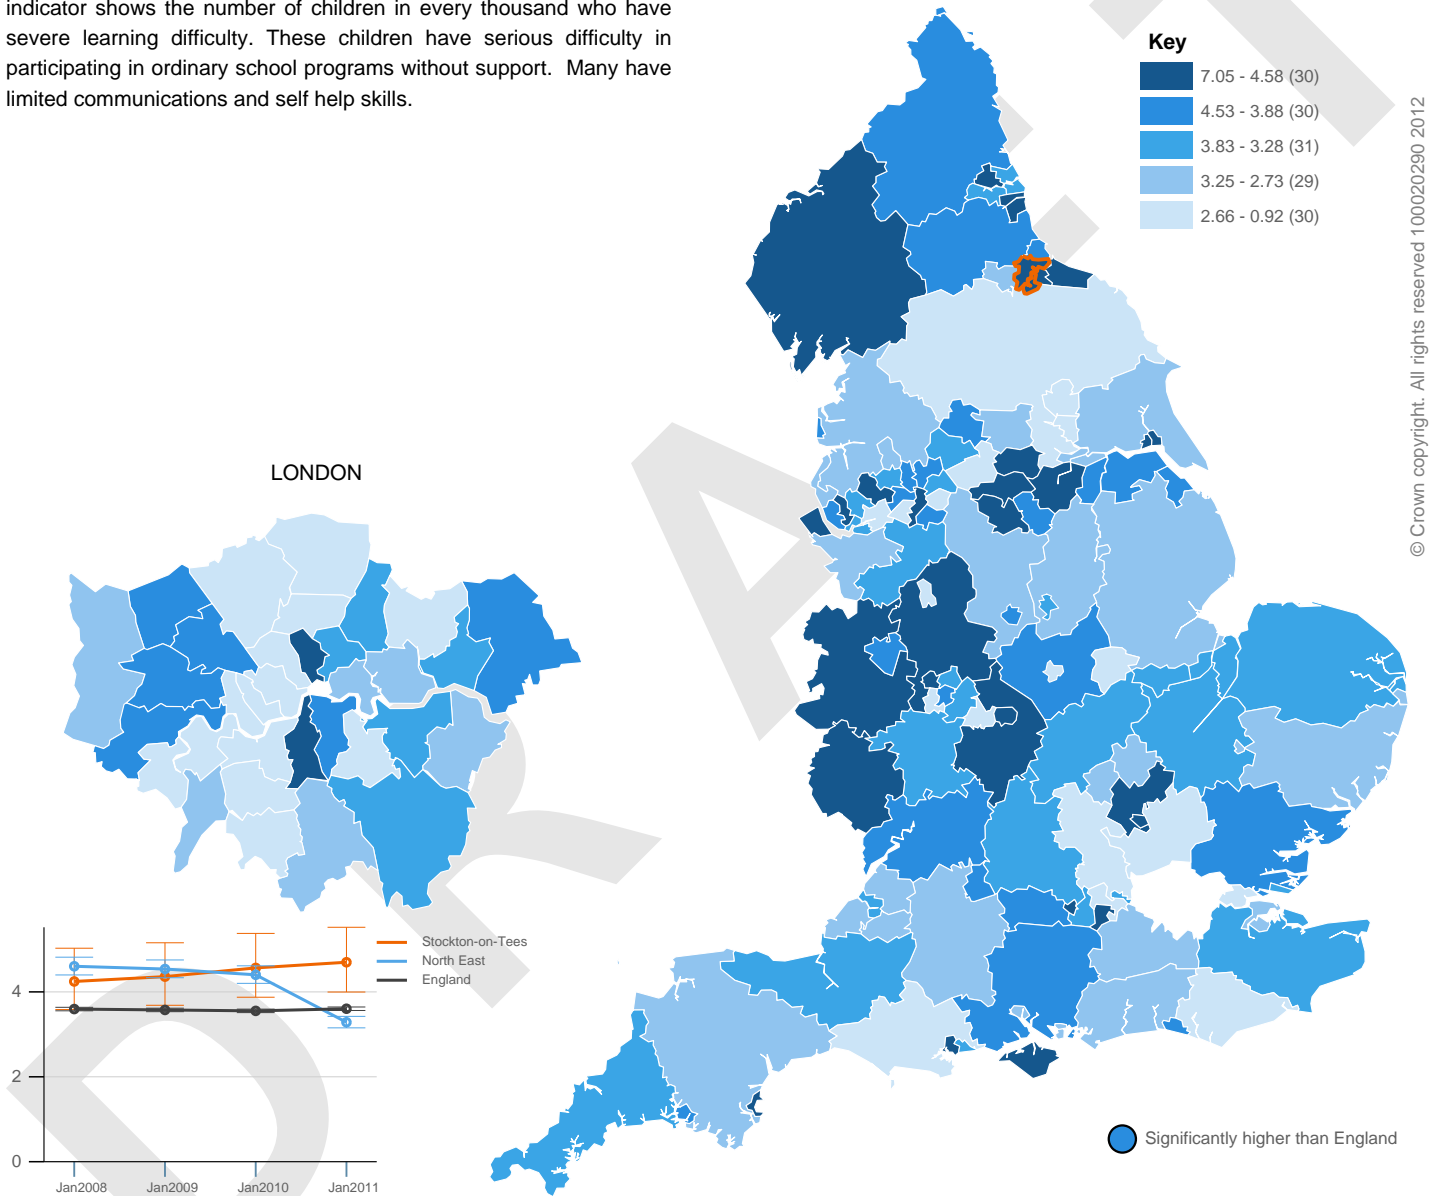 indicator shows the number of children in every thousand who have
severe learning difficulty. These children have serious difficulty in
participating in ordinary school programs without support. Many have
limited communications and self help skills.
Key
7.05 - 4.58 (30)
4.53 - 3.88 (30)
3.83 - 3.28 (31)
3.25 - 2.73 (29)
2.66 - 0.92 (30)
© Crown copyright. All rights reserved 100020290 2012
LONDON
Stockton-on-Tees
North East
England
4
2
0
Jan2008 Jan2009 Jan2010 Jan2011
Significantly higher than England
DRAFT